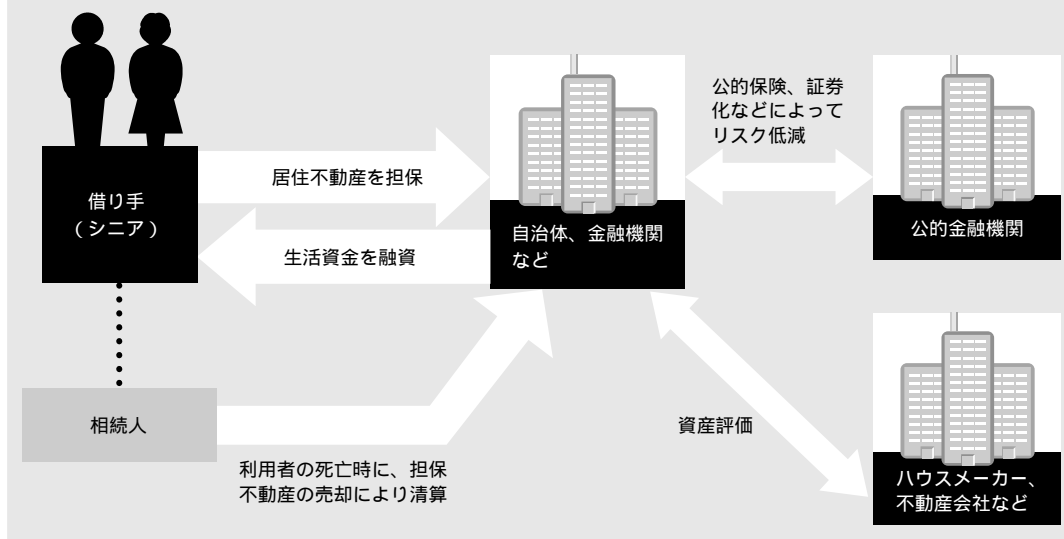 借り手
（シニア）
居住不動産を担保
生活資金を融資
自治体、金融機関
など
公的保険、証券
化などによって
リスク低減
公的金融機関
相続人
利用者の死亡時に、担保
不動産の売却により清算
資産評価
ハウスメーカー、
不動産会社など